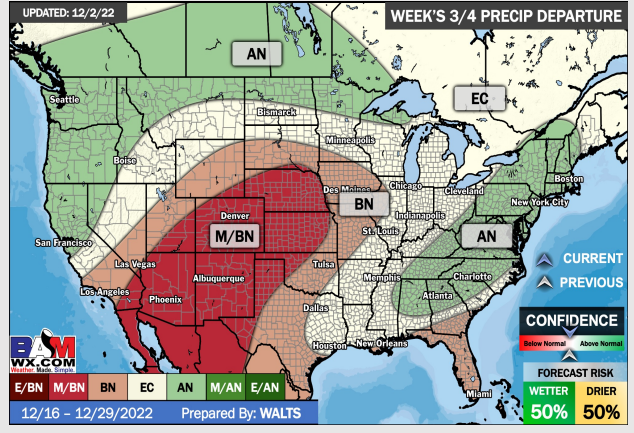 UPDATED: 12/2/22
WEEK'S 3/4 PRECIP DEPARTURE
AN
EC
Seattle
Bismarck
Minneapolis
Boise
Des Moines
Chicago
Cleveland
Boston
New York City
BN
Denver
Indianapolis
San Francisco
M/BN
St. Louis
AN
Las Vegas
Tulsa
CURRENT
Albuquerque
Memphis
Charlotte
PREVIOUS
Los Angeles
Phoenix
Atlanta
Dallas
CONFIDENCE
Houston
New Orleans
Below Normal
Above Normal
BAM
WX.COM
Weather. Made. Simple.
FORECAST RISK
E/BN M/BN BN EC AN M/AN E/AN
Miami
WETTER DRIER
50% 50%
12/16 – 12/29/2022 Prepared By: WALTS